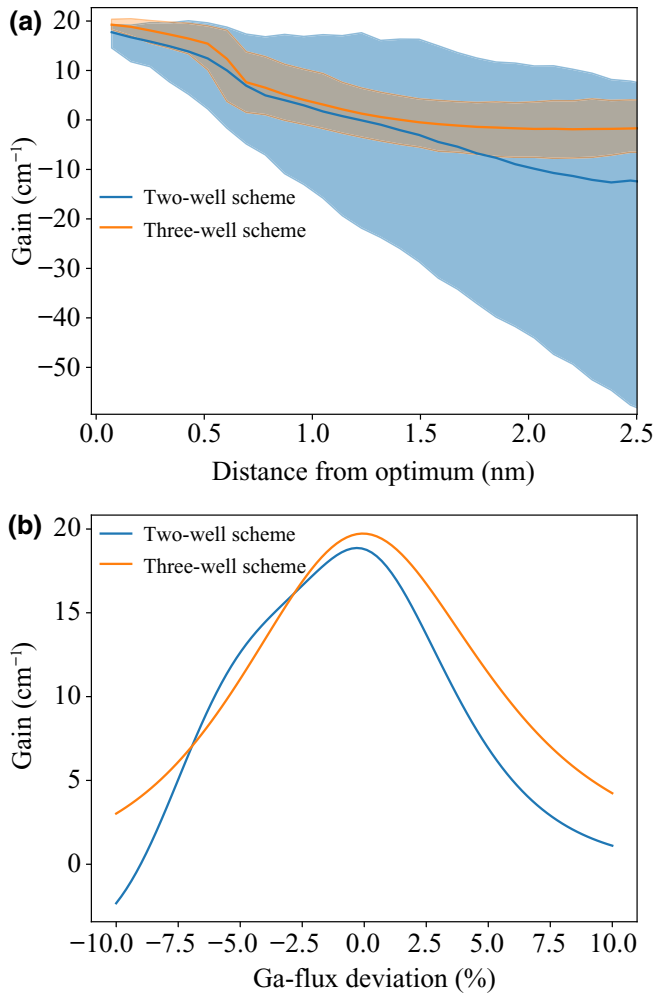 (a)
20
10
0
−10
−20
−30
−40
−50
Gain (cm⁻¹)
Two-well scheme
Three-well scheme
0.0 0.5 1.0 1.5 2.0 2.5
Distance from optimum (nm)
(b)
20
15
10
5
0
Gain (cm⁻¹)
Two-well scheme
Three-well scheme
−10.0 −7.5 −5.0 −2.5 0.0 2.5 5.0 7.5 10.0
Ga-flux deviation (%)